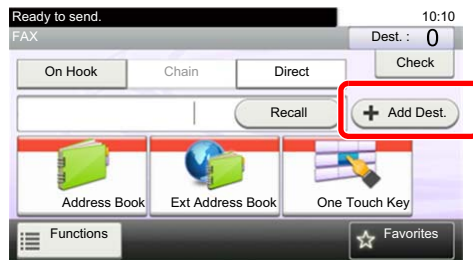 Ready to send. 10:10
FAX Dest. : 0
Check
On Hook Chain Direct
Recall + Add Dest.
Address Book Ext Address Book One Touch Key
Functions Favorites